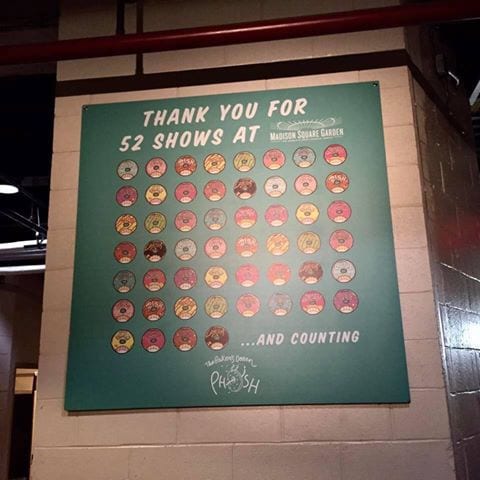 THANK YOU FOR
52 SHOWS AT MADISON SQUARE GARDEN
...AND COUNTING
The Baker's Dozen
PHISH